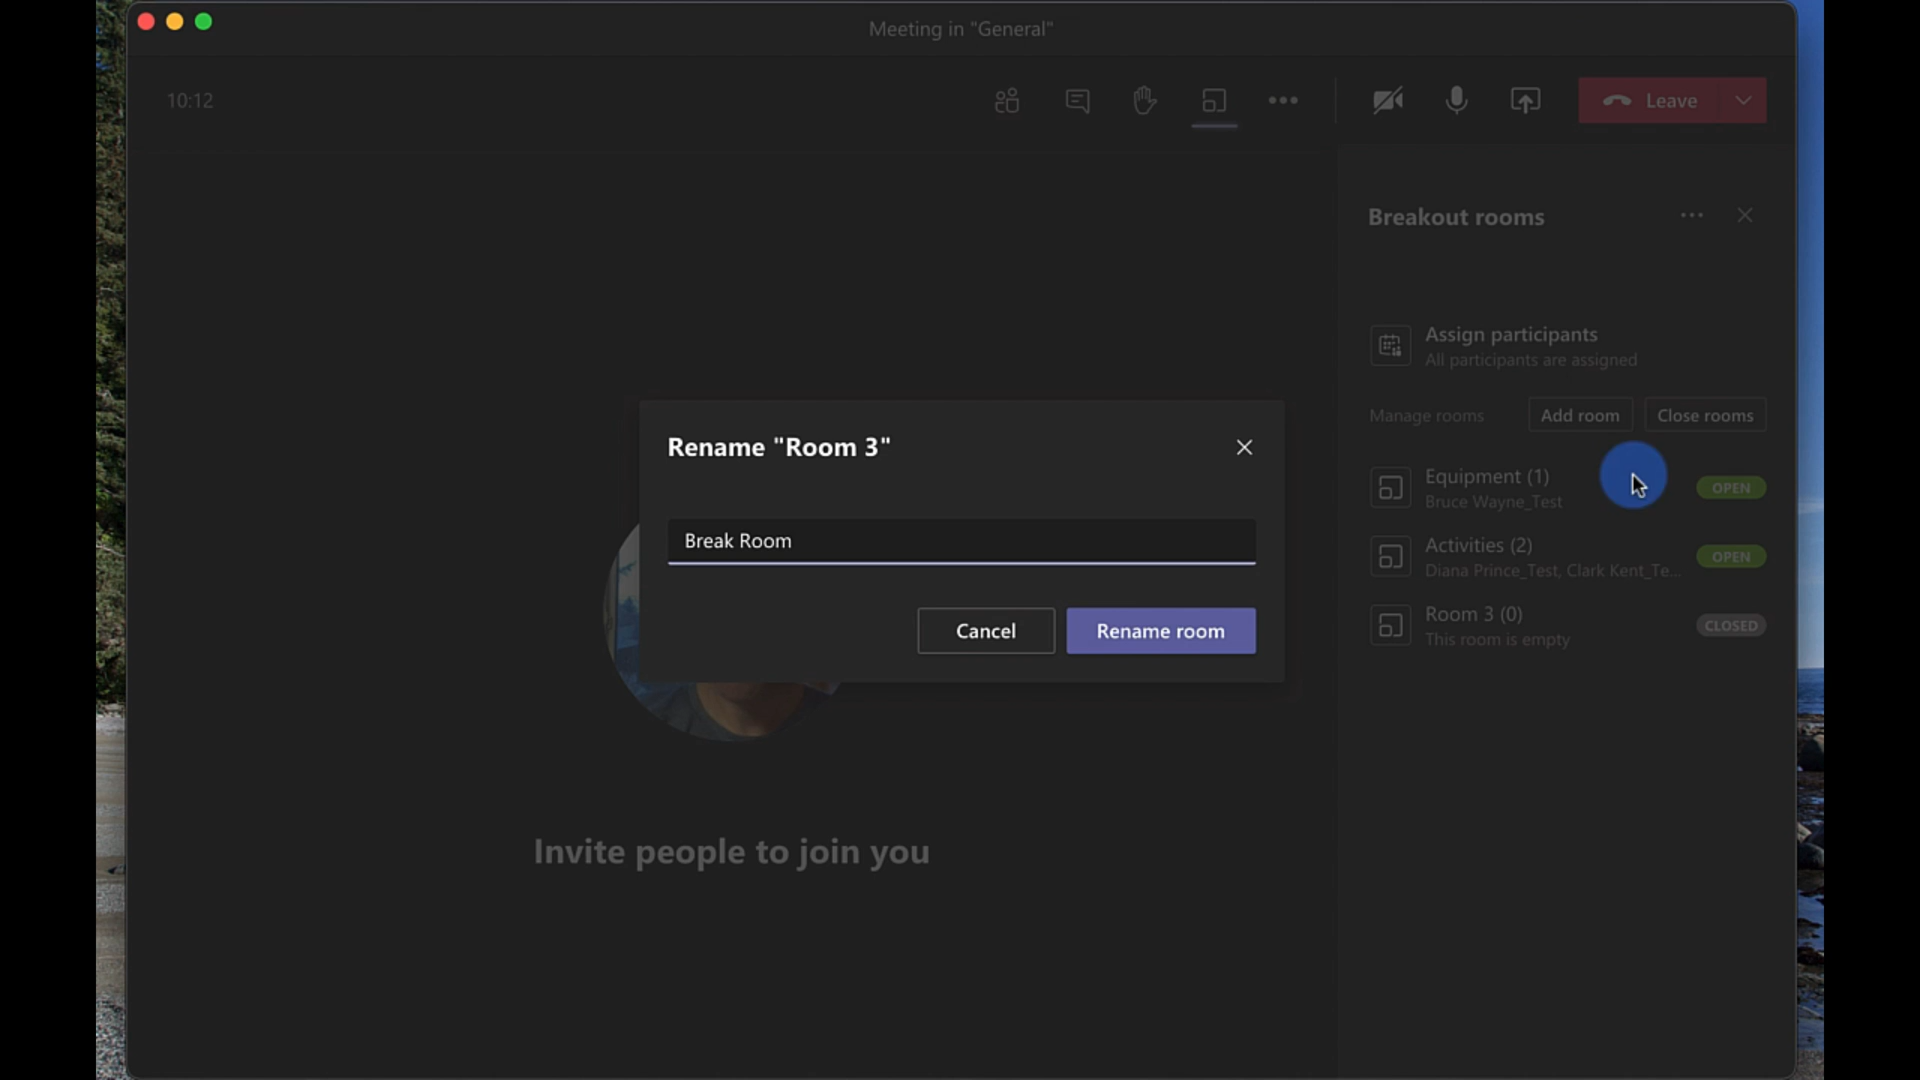 Meeting in "General"
10:12
Leave
Breakout rooms
Assign participants
All participants are assigned
Manage rooms
Add room
Close rooms
Equipment (1)
Bruce Wayne_Test
OPEN
Activities (2)
Diana Prince_Test, Clark Kent_Te...
OPEN
Room 3 (0)
This room is empty
CLOSED
Rename "Room 3"
Break Room
Cancel
Rename room
Invite people to join you